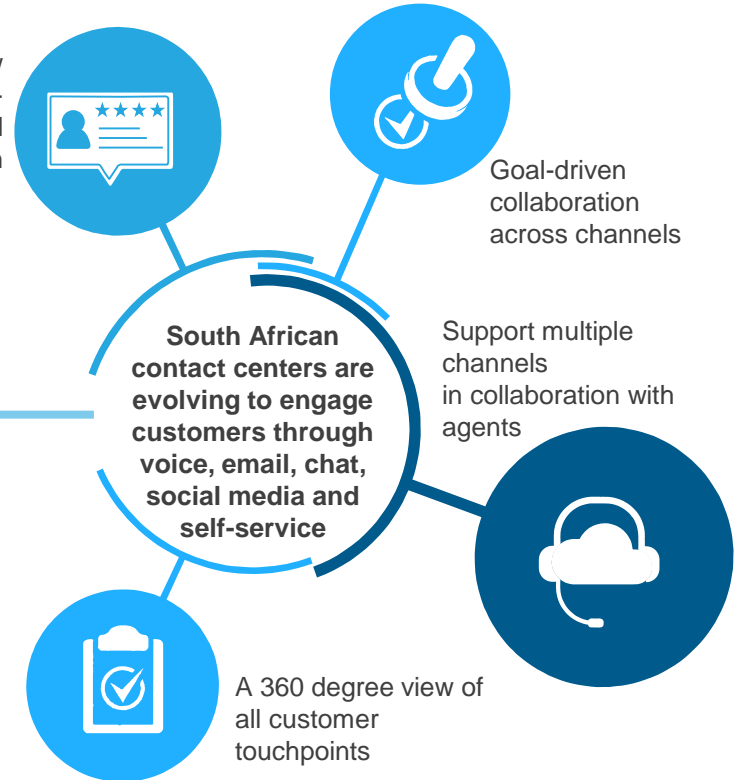 Goal-driven
collaboration
across channels
South African
contact centers are
evolving to engage
customers through
voice, email, chat,
social media and
self-service
Support multiple
channels
in collaboration with
agents
A 360 degree view of
all customer
touchpoints